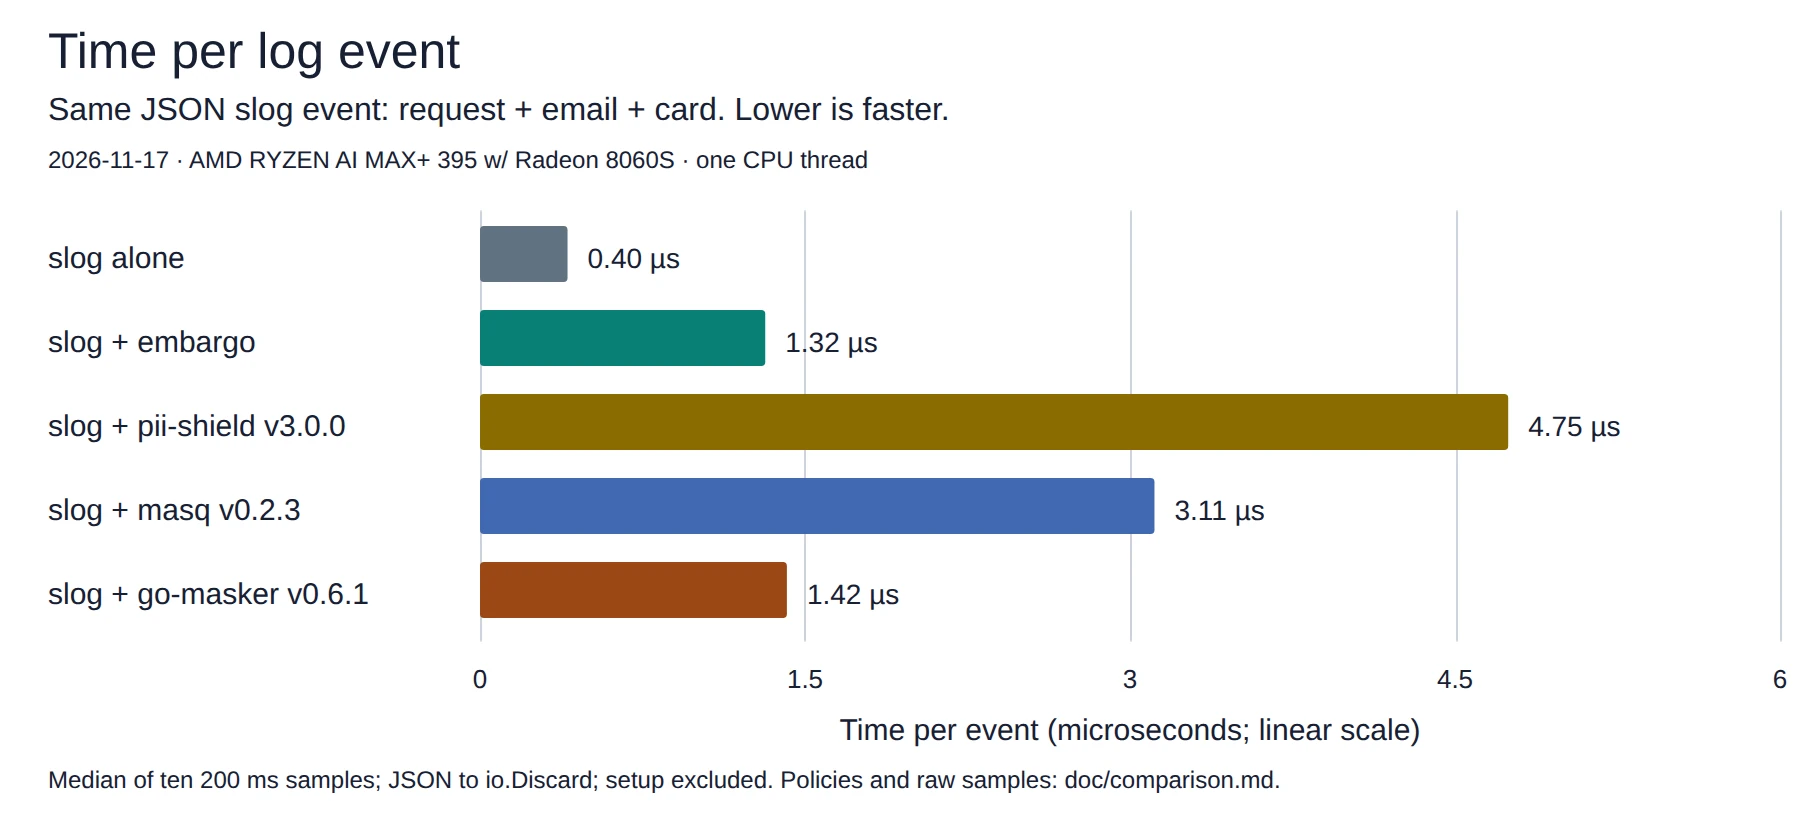 Time per log event
Same JSON slog event: request + email + card. Lower is faster.
2026-11-17 · AMD RYZEN AI MAX+ 395 w/ Radeon 8060S · one CPU thread
slog alone
0.40 µs
slog + embargo
1.32 µs
slog + pii-shield v3.0.0
4.75 µs
slog + masq v0.2.3
3.11 µs
slog + go-masker v0.6.1
1.42 µs
0 1.5 3 4.5 6
Time per event (microseconds; linear scale)
Median of ten 200 ms samples; JSON to io.Discard; setup excluded. Policies and raw samples: doc/comparison.md.